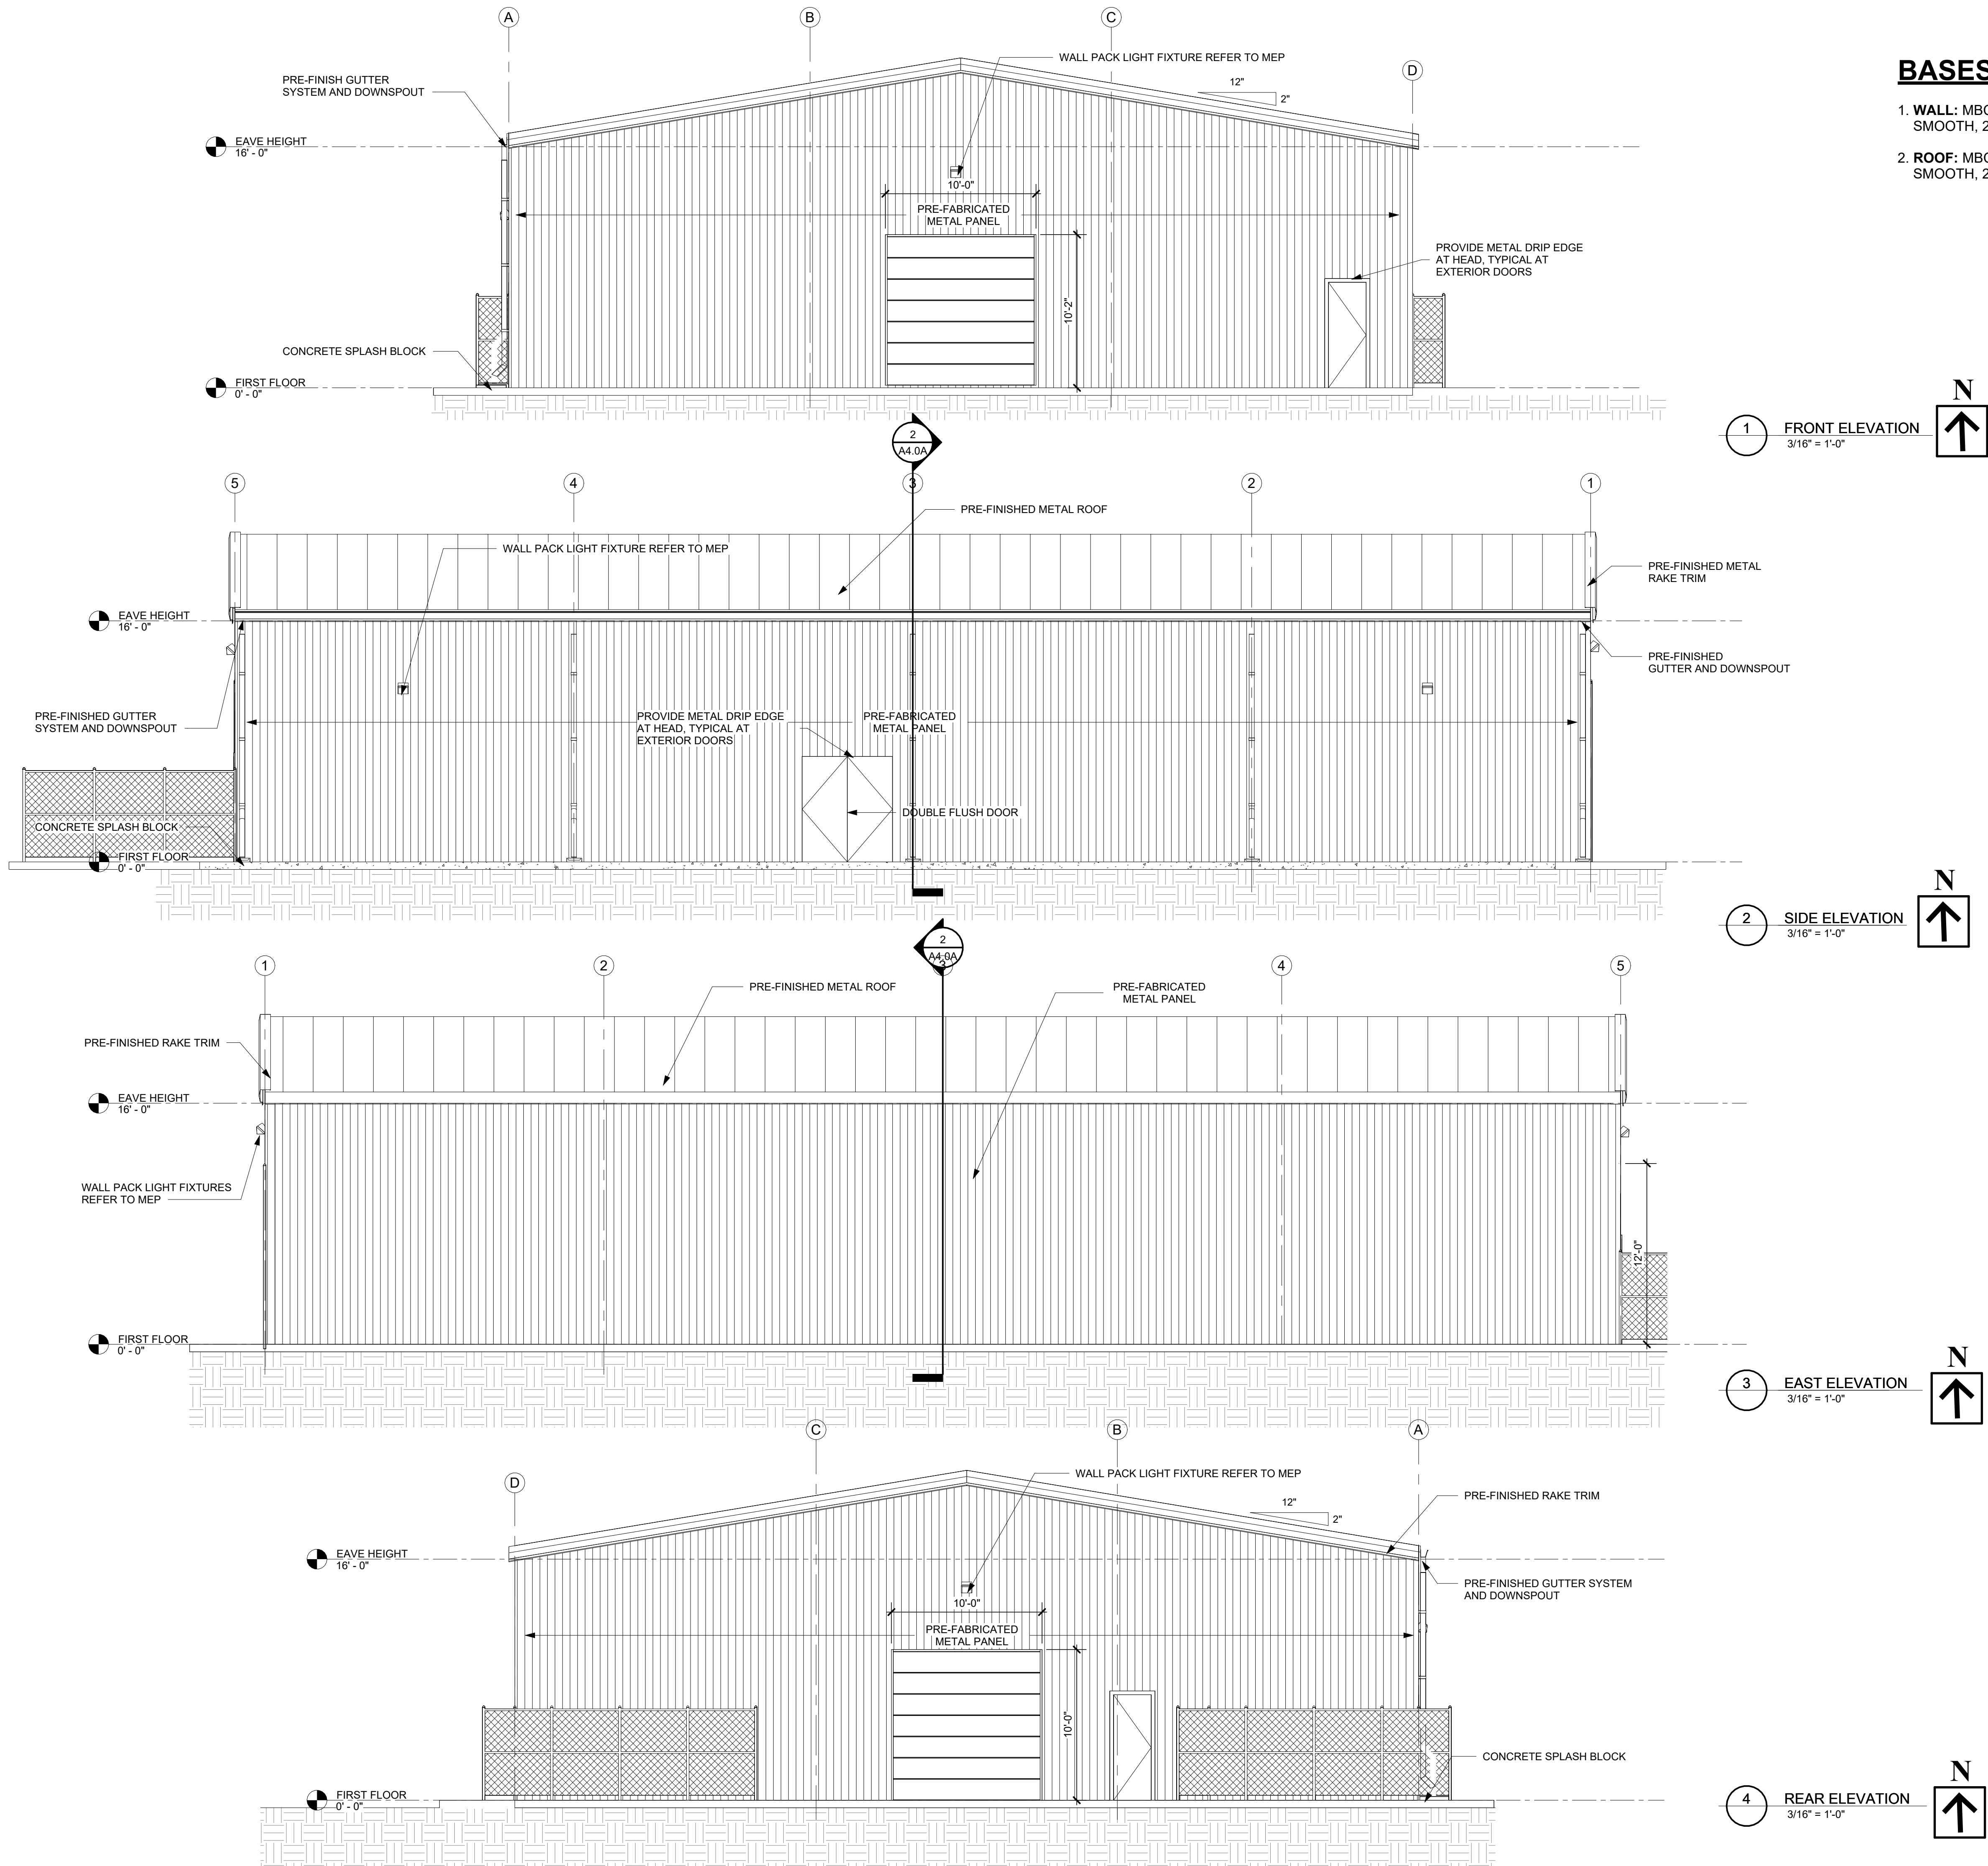 A
B
C
D
WALL PACK LIGHT FIXTURE REFER TO MEP
PRE-FINISH GUTTER
SYSTEM AND DOWNSPOUT
12"
2"
EAVE HEIGHT
16' - 0"
10'-0"
PRE-FABRICATED
METAL PANEL
PROVIDE METAL DRIP EDGE
AT HEAD, TYPICAL AT
EXTERIOR DOORS
10'-2"
CONCRETE SPLASH BLOCK
FIRST FLOOR
0' - 0"
BASES
1. WALL:
SMOOTH, 2
2. ROOF:
SMOOTH, 2
N
1
FRONT ELEVATION
3/16" = 1'-0"
2
A4.0A
5
4
3
2
1
PRE-FINISHED METAL ROOF
WALL PACK LIGHT FIXTURE REFER TO MEP
PRE-FINISHED METAL
RAKE TRIM
EAVE HEIGHT
16' - 0"
PRE-FINISHED
GUTTER AND DOWNSPOUT
PRE-FINISHED GUTTER
SYSTEM AND DOWNSPOUT
PROVIDE METAL DRIP EDGE
AT HEAD, TYPICAL AT
EXTERIOR DOORS
PRE-FABRICATED
METAL PANEL
DOUBLE FLUSH DOOR
CONCRETE SPLASH BLOCK
FIRST FLOOR
0' - 0"
N
2
SIDE ELEVATION
3/16" = 1'-0"
2
A4.0A
1
2
3
4
5
PRE-FINISHED METAL ROOF
PRE-FABRICATED
METAL PANEL
PRE-FINISHED RAKE TRIM
EAVE HEIGHT
16' - 0"
WALL PACK LIGHT FIXTURES
REFER TO MEP
12'-0"
FIRST FLOOR
0' - 0"
N
3
EAST ELEVATION
3/16" = 1'-0"
D
C
B
A
WALL PACK LIGHT FIXTURE REFER TO MEP
12"
2"
PRE-FINISHED RAKE TRIM
EAVE HEIGHT
16' - 0"
PRE-FINISHED GUTTER SYSTEM
AND DOWNSPOUT
10'-0"
PRE-FABRICATED
METAL PANEL
10'-0"
CONCRETE SPLASH BLOCK
FIRST FLOOR
0' - 0"
N
4
REAR ELEVATION
3/16" = 1'-0"